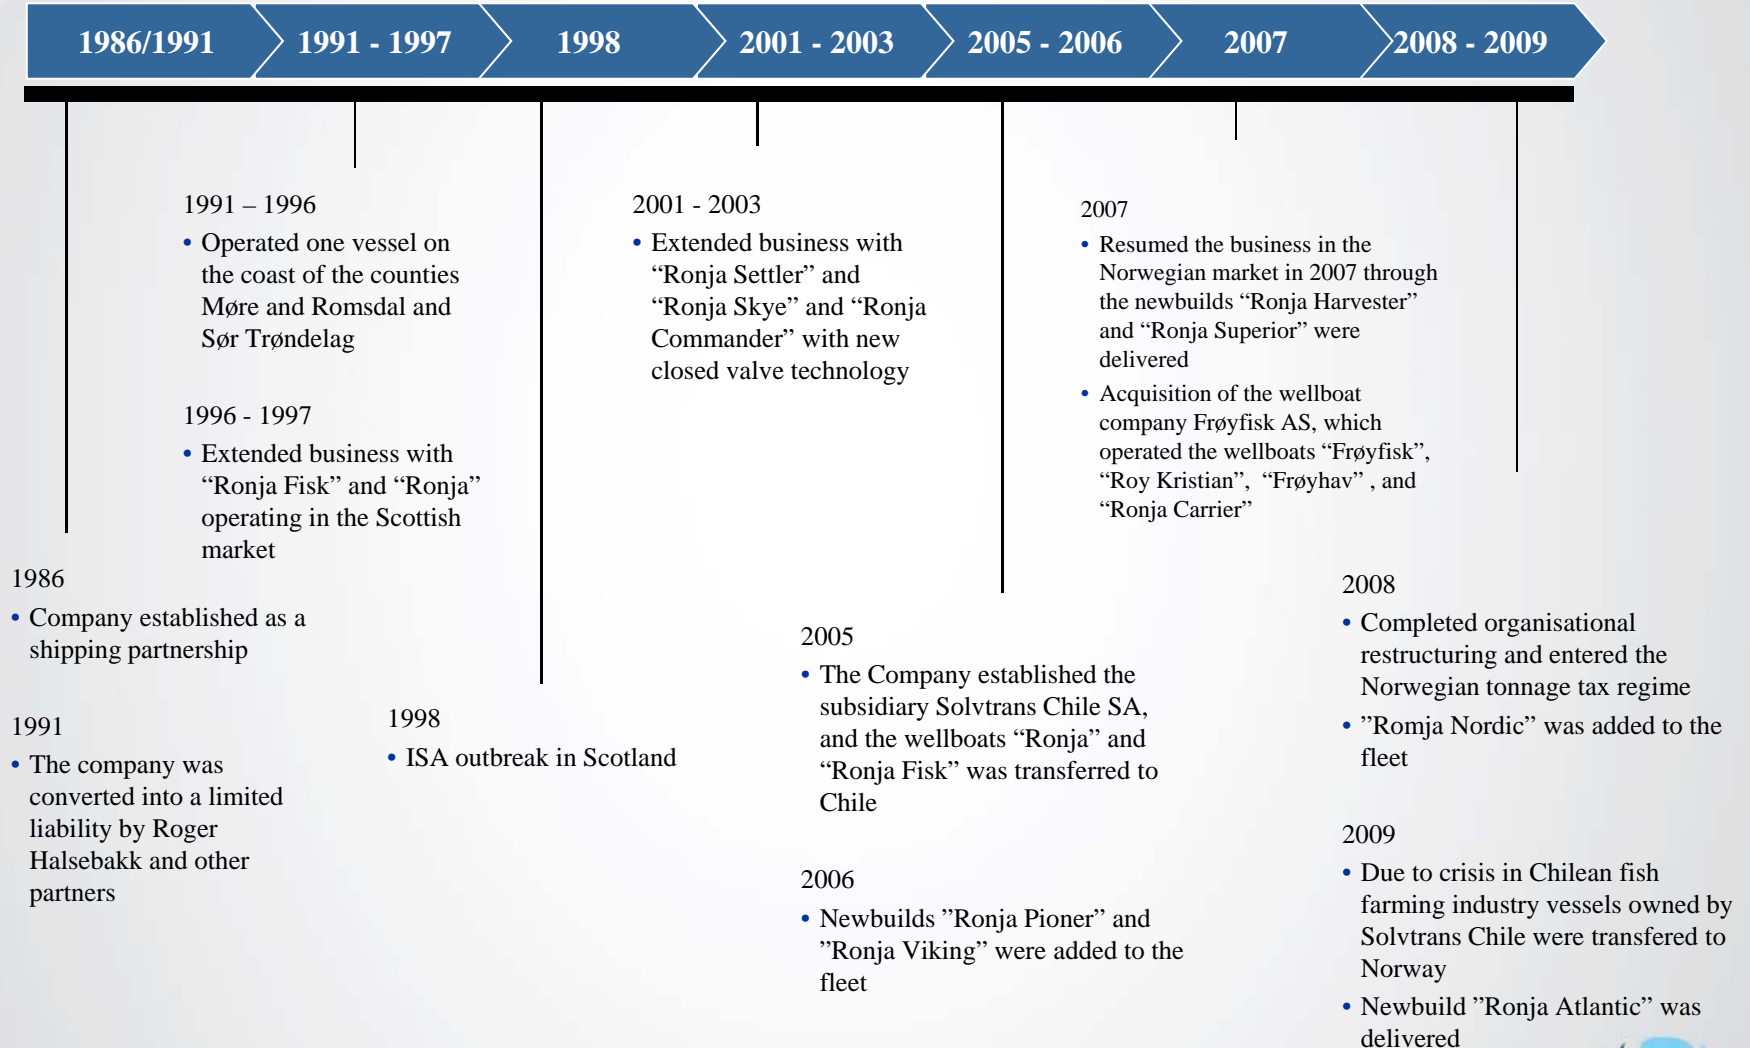 1986/1991
1991 - 1997
1998
2001 - 2003
2005 - 2006
2007
2008 - 2009
1986
• Company established as a
shipping partnership
1991
• The company was
converted into a limited
liability by Roger
Halsebakk and other
partners
1991 – 1996
• Operated one vessel on
the coast of the counties
Møre and Romsdal and
Sør Trøndelag
1996 - 1997
• Extended business with
“Ronja Fisk” and “Ronja”
operating in the Scottish
market
1998
• ISA outbreak in Scotland
2001 - 2003
• Extended business with
“Ronja Settler” and
“Ronja Skye” and “Ronja
Commander” with new
closed valve technology
2005
• The Company established the
subsidiary Solvtrans Chile SA,
and the wellboats “Ronja” and
“Ronja Fisk” was transferred to
Chile
2006
• Newbuilds ”Ronja Pioner” and
”Ronja Viking” were added to the
fleet
2007
• Resumed the business in the
Norwegian market in 2007 through
the newbuilds “Ronja Harvester”
and “Ronja Superior” were
delivered
• Acquisition of the wellboat
company Frøyfisk AS, which
operated the wellboats “Frøyfisk”,
“Roy Kristian”, “Frøyhav” , and
“Ronja Carrier”
2008
• Completed organisational
restructuring and entered the
Norwegian tonnage tax regime
• ”Romja Nordic” was added to the
fleet
2009
• Due to crisis in Chilean fish
farming industry vessels owned by
Solvtrans Chile were transfered to
Norway
• Newbuild ”Ronja Atlantic” was
delivered